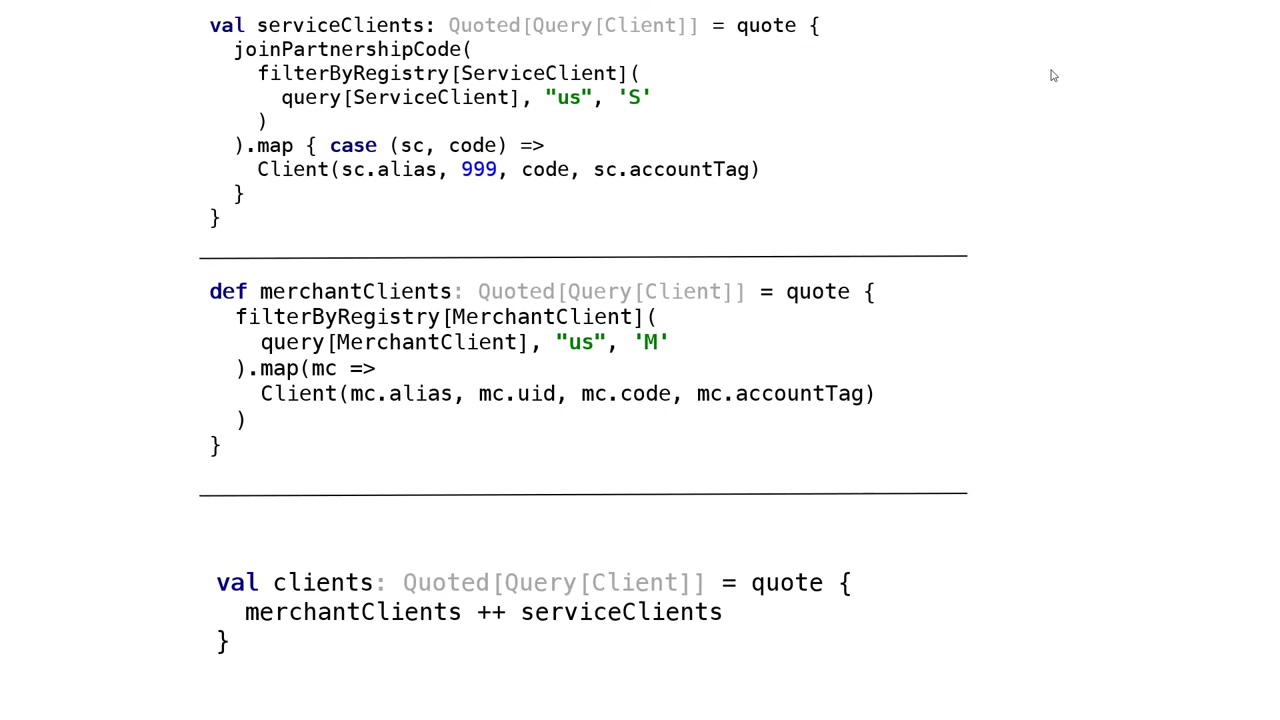 val serviceClients: Quoted[Query[Client]] = quote {
  joinPartnershipCode(
    filterByRegistry[ServiceClient](
      query[ServiceClient], "us", 'S'
    )
  ).map { case (sc, code) =>
    Client(sc.alias, 999, code, sc.accountTag)
  }
}
def merchantClients: Quoted[Query[Client]] = quote {
  filterByRegistry[MerchantClient](
    query[MerchantClient], "us", 'M'
  ).map(mc =>
    Client(mc.alias, mc.uid, mc.code, mc.accountTag)
  )
}
val clients: Quoted[Query[Client]] = quote {
  merchantClients ++ serviceClients
}